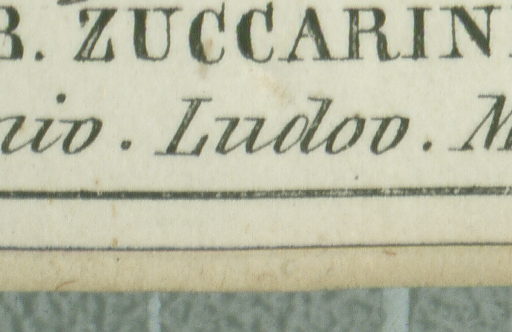 B. ZUCCARIN
nio. Ludov. M